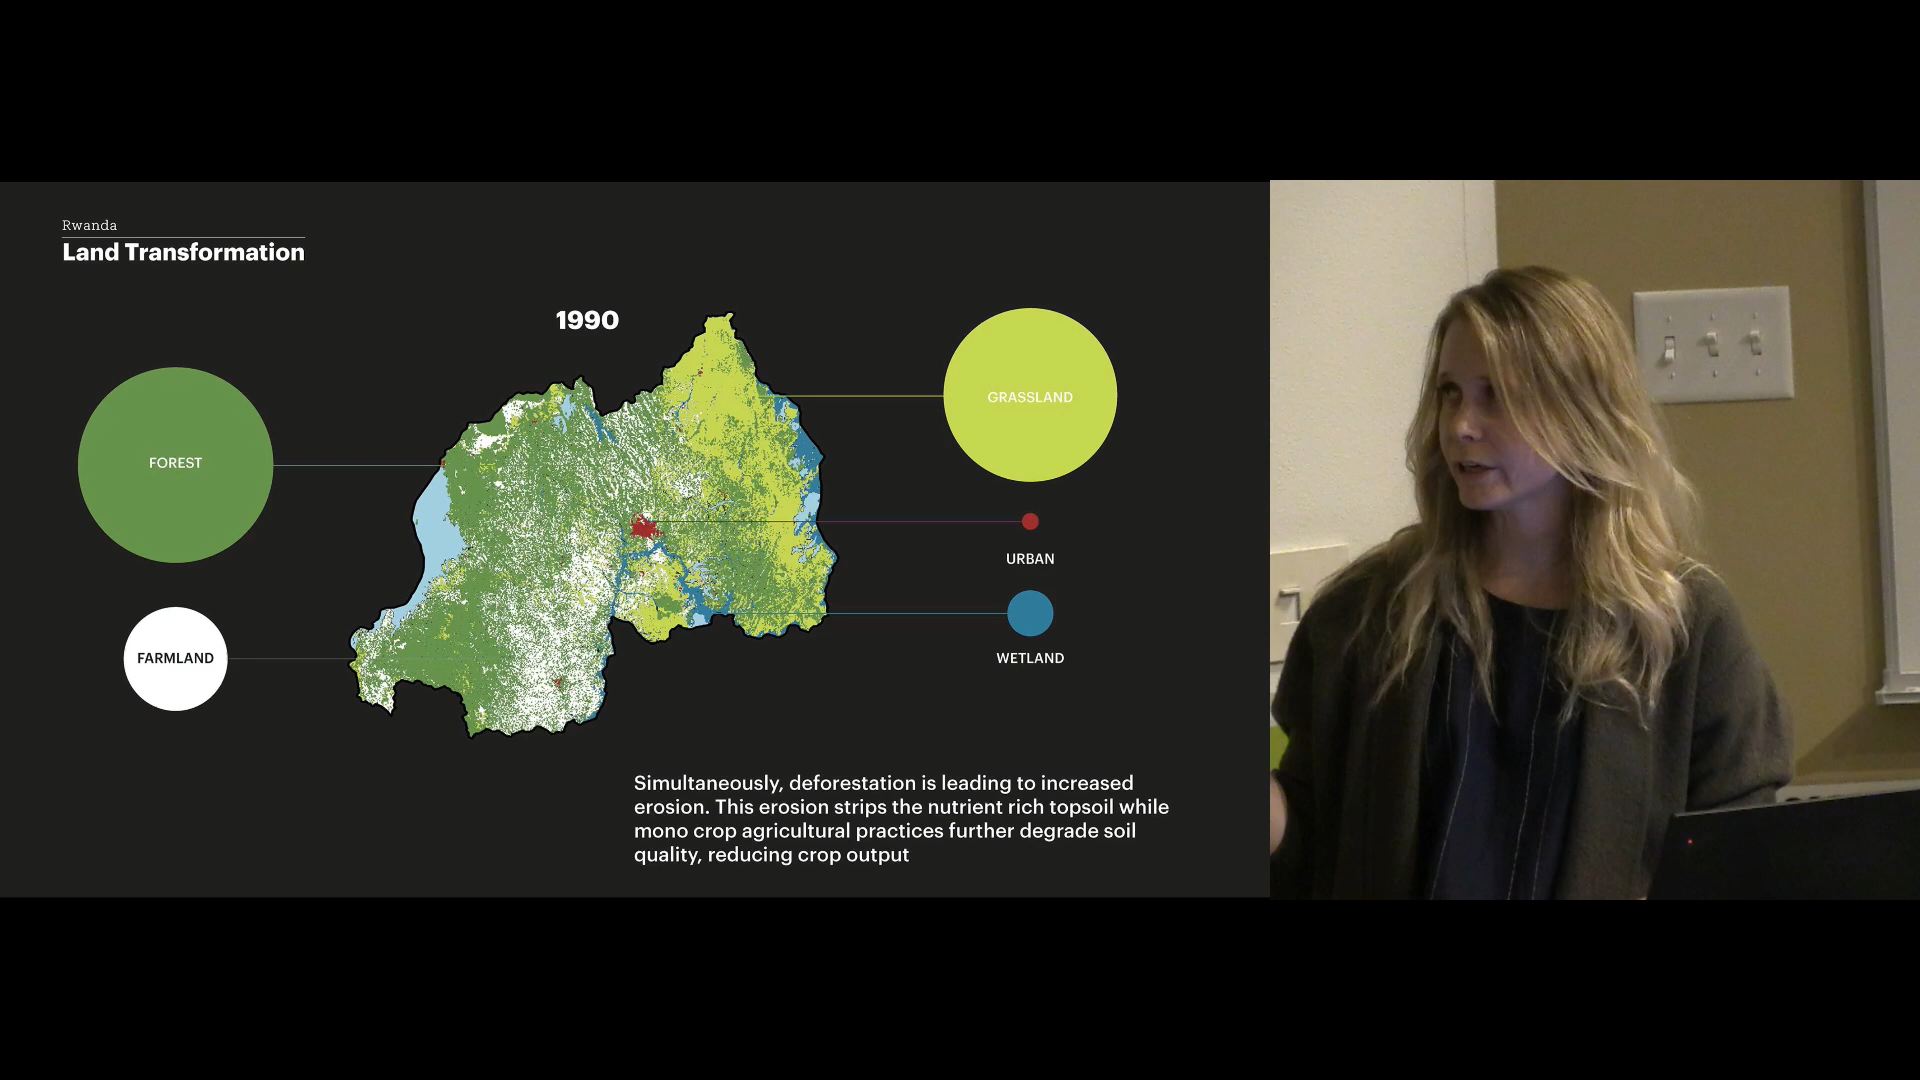 Rwanda
Land Transformation
1990
FOREST
GRASSLAND
URBAN
FARMLAND
WETLAND
Simultaneously, deforestation is leading to increased
erosion. This erosion strips the nutrient rich topsoil while
mono crop agricultural practices further degrade soil
quality, reducing crop output